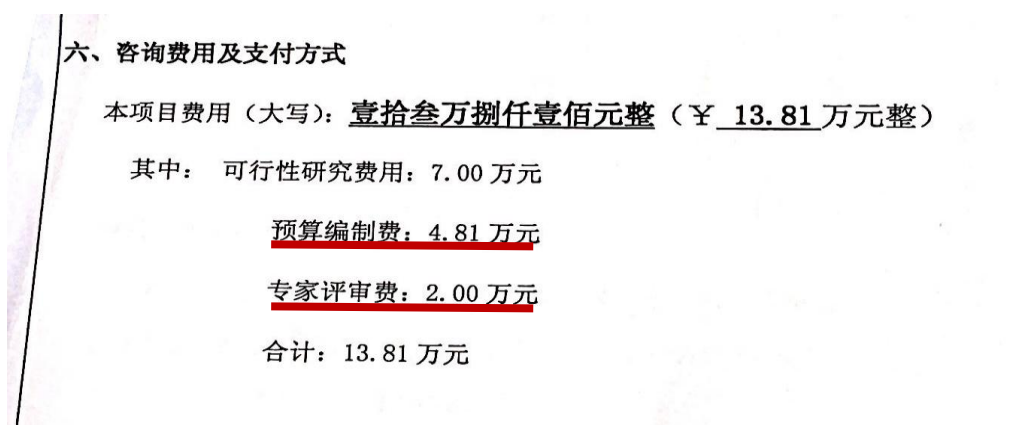 六、咨询费用及支付方式
本项目费用（大写）：壹拾叁万捌仟壹佰元整（￥ 13.81 万元整）
其中： 可行性研究费用：7.00 万元
预算编制费：4.81 万元
专家评审费：2.00 万元
合计：13.81 万元